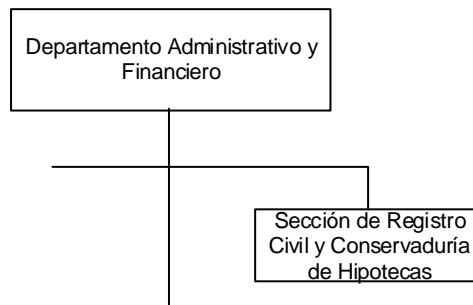 Departamento Administrativo y
Financiero
Sección de Registro
Civil y Conservaduría
de Hipotecas